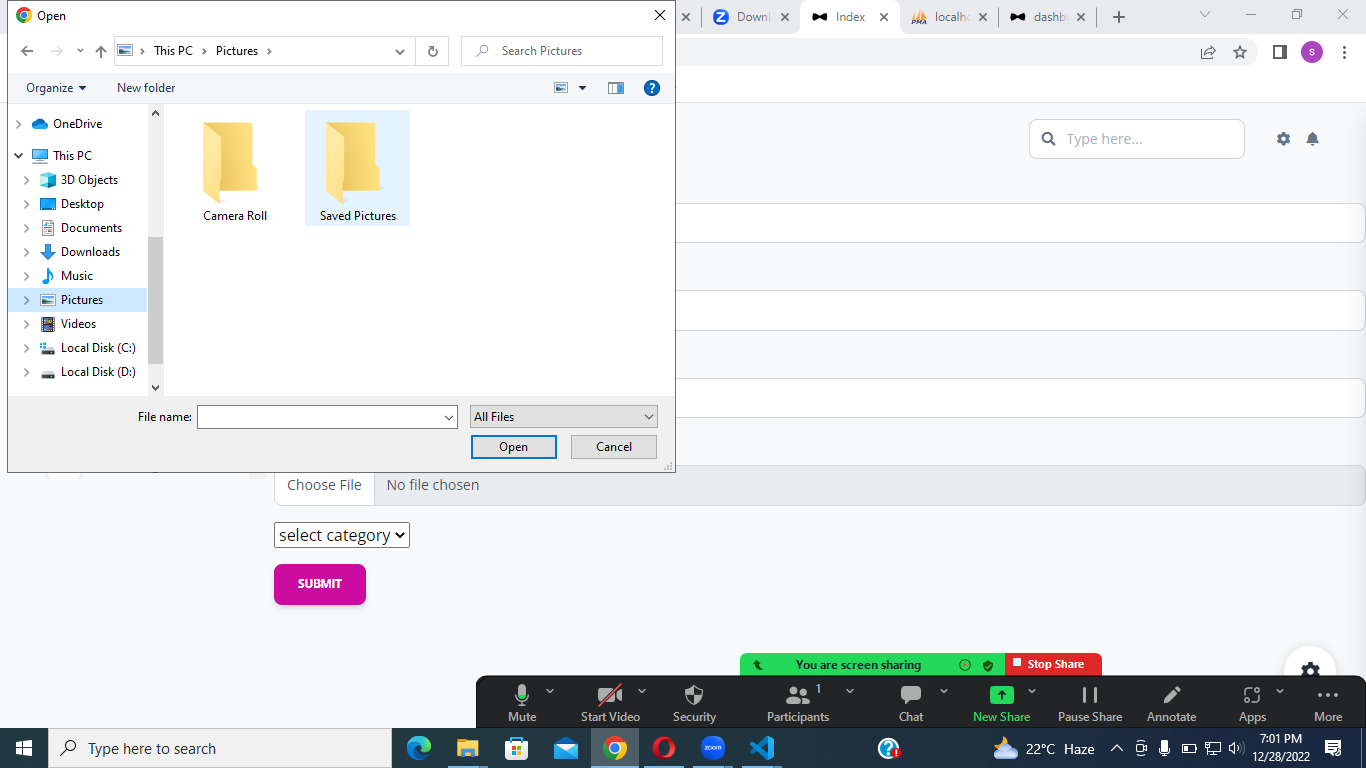 Open
Downl
Index
localho
dashb
This PC
Pictures
Search Pictures
S
Organize
New folder
OneDrive
This PC
3D Objects
Desktop
Documents
Downloads
Music
Pictures
Videos
Local Disk (C:)
Local Disk (D:)
Camera Roll
Saved Pictures
Type here...
File name:
All Files
Open
Cancel
Choose File
No file chosen
select category
SUBMIT
You are screen sharing
Stop Share
Mute
Start Video
Security
Participants
1
Chat
New Share
Pause Share
Annotate
Apps
More
Type here to search
zoom
22°C Haze
7:01 PM
12/28/2022